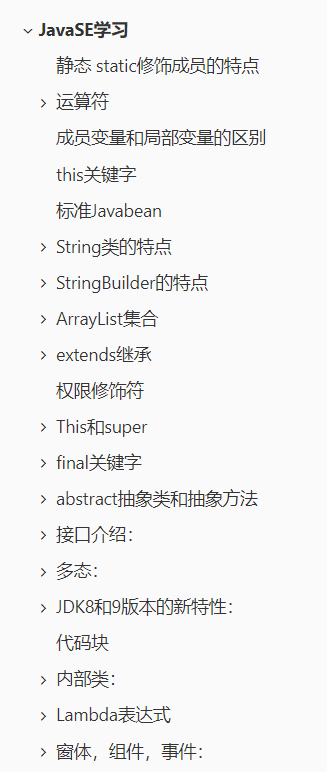 JavaSE学习
静态 static修饰成员的特点
运算符
成员变量和局部变量的区别
this关键字
标准Javabean
String类的特点
StringBuilder的特点
ArrayList集合
extends继承
权限修饰符
This和super
final关键字
abstract抽象类和抽象方法
接口介绍：
多态：
JDK8和9版本的新特性：
代码块
内部类：
Lambda表达式
窗体，组件，事件：